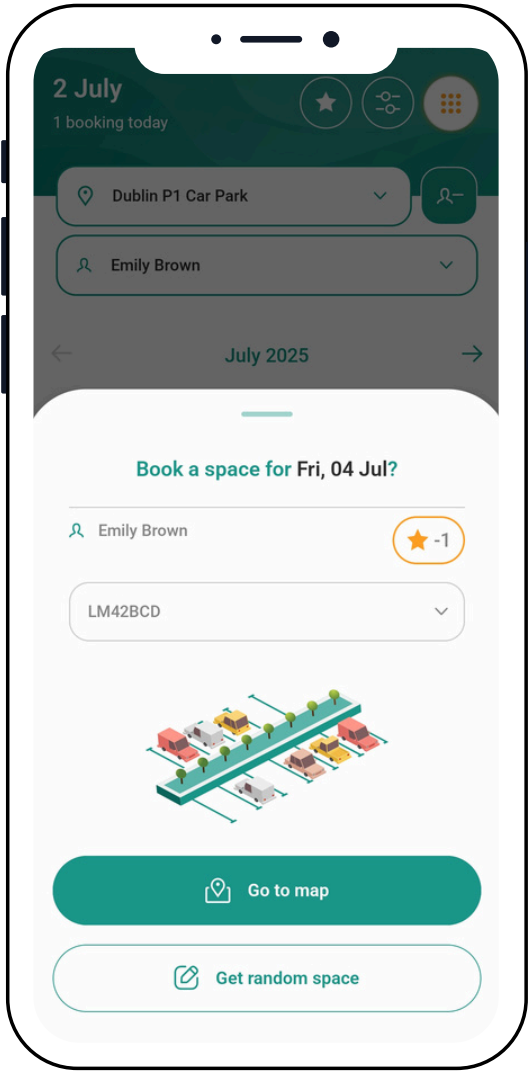 2 July
1 booking today
Dublin P1 Car Park
Emily Brown
July 2025
Book a space for Fri, 04 Jul?
Emily Brown
-1
LM42BCD
Go to map
Get random space